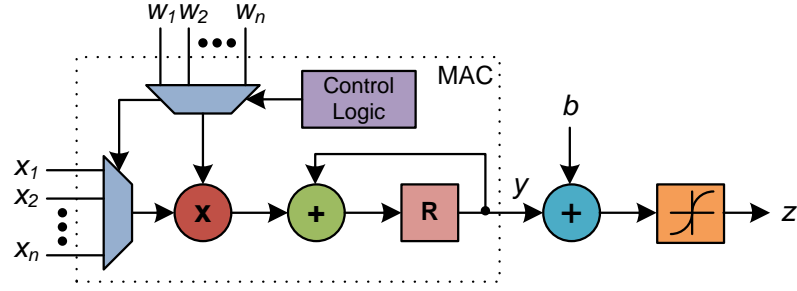 w1 w2 ••• wn
MAC
Control
Logic
b
x1
x2
•••
xn
x
+
R
y
+
z